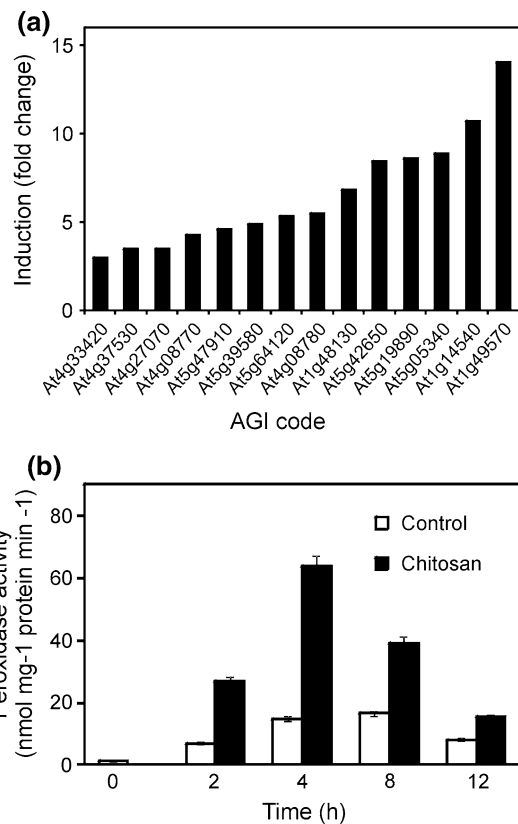 (a)
Induction (fold change)
15
10
5
0
At4g33420
At4g37530
At4g27070
At4g08770
At5g47910
At5g39580
At5g64120
At4g08780
At1g48130
At5g42650
At5g19890
At5g05340
At1g14540
At1g49570
AGI code
(b)
Peroxidase activity
(nmol mg-1 protein min -1)
80
60
40
20
0
Control
Chitosan
0
2
4
8
12
Time (h)